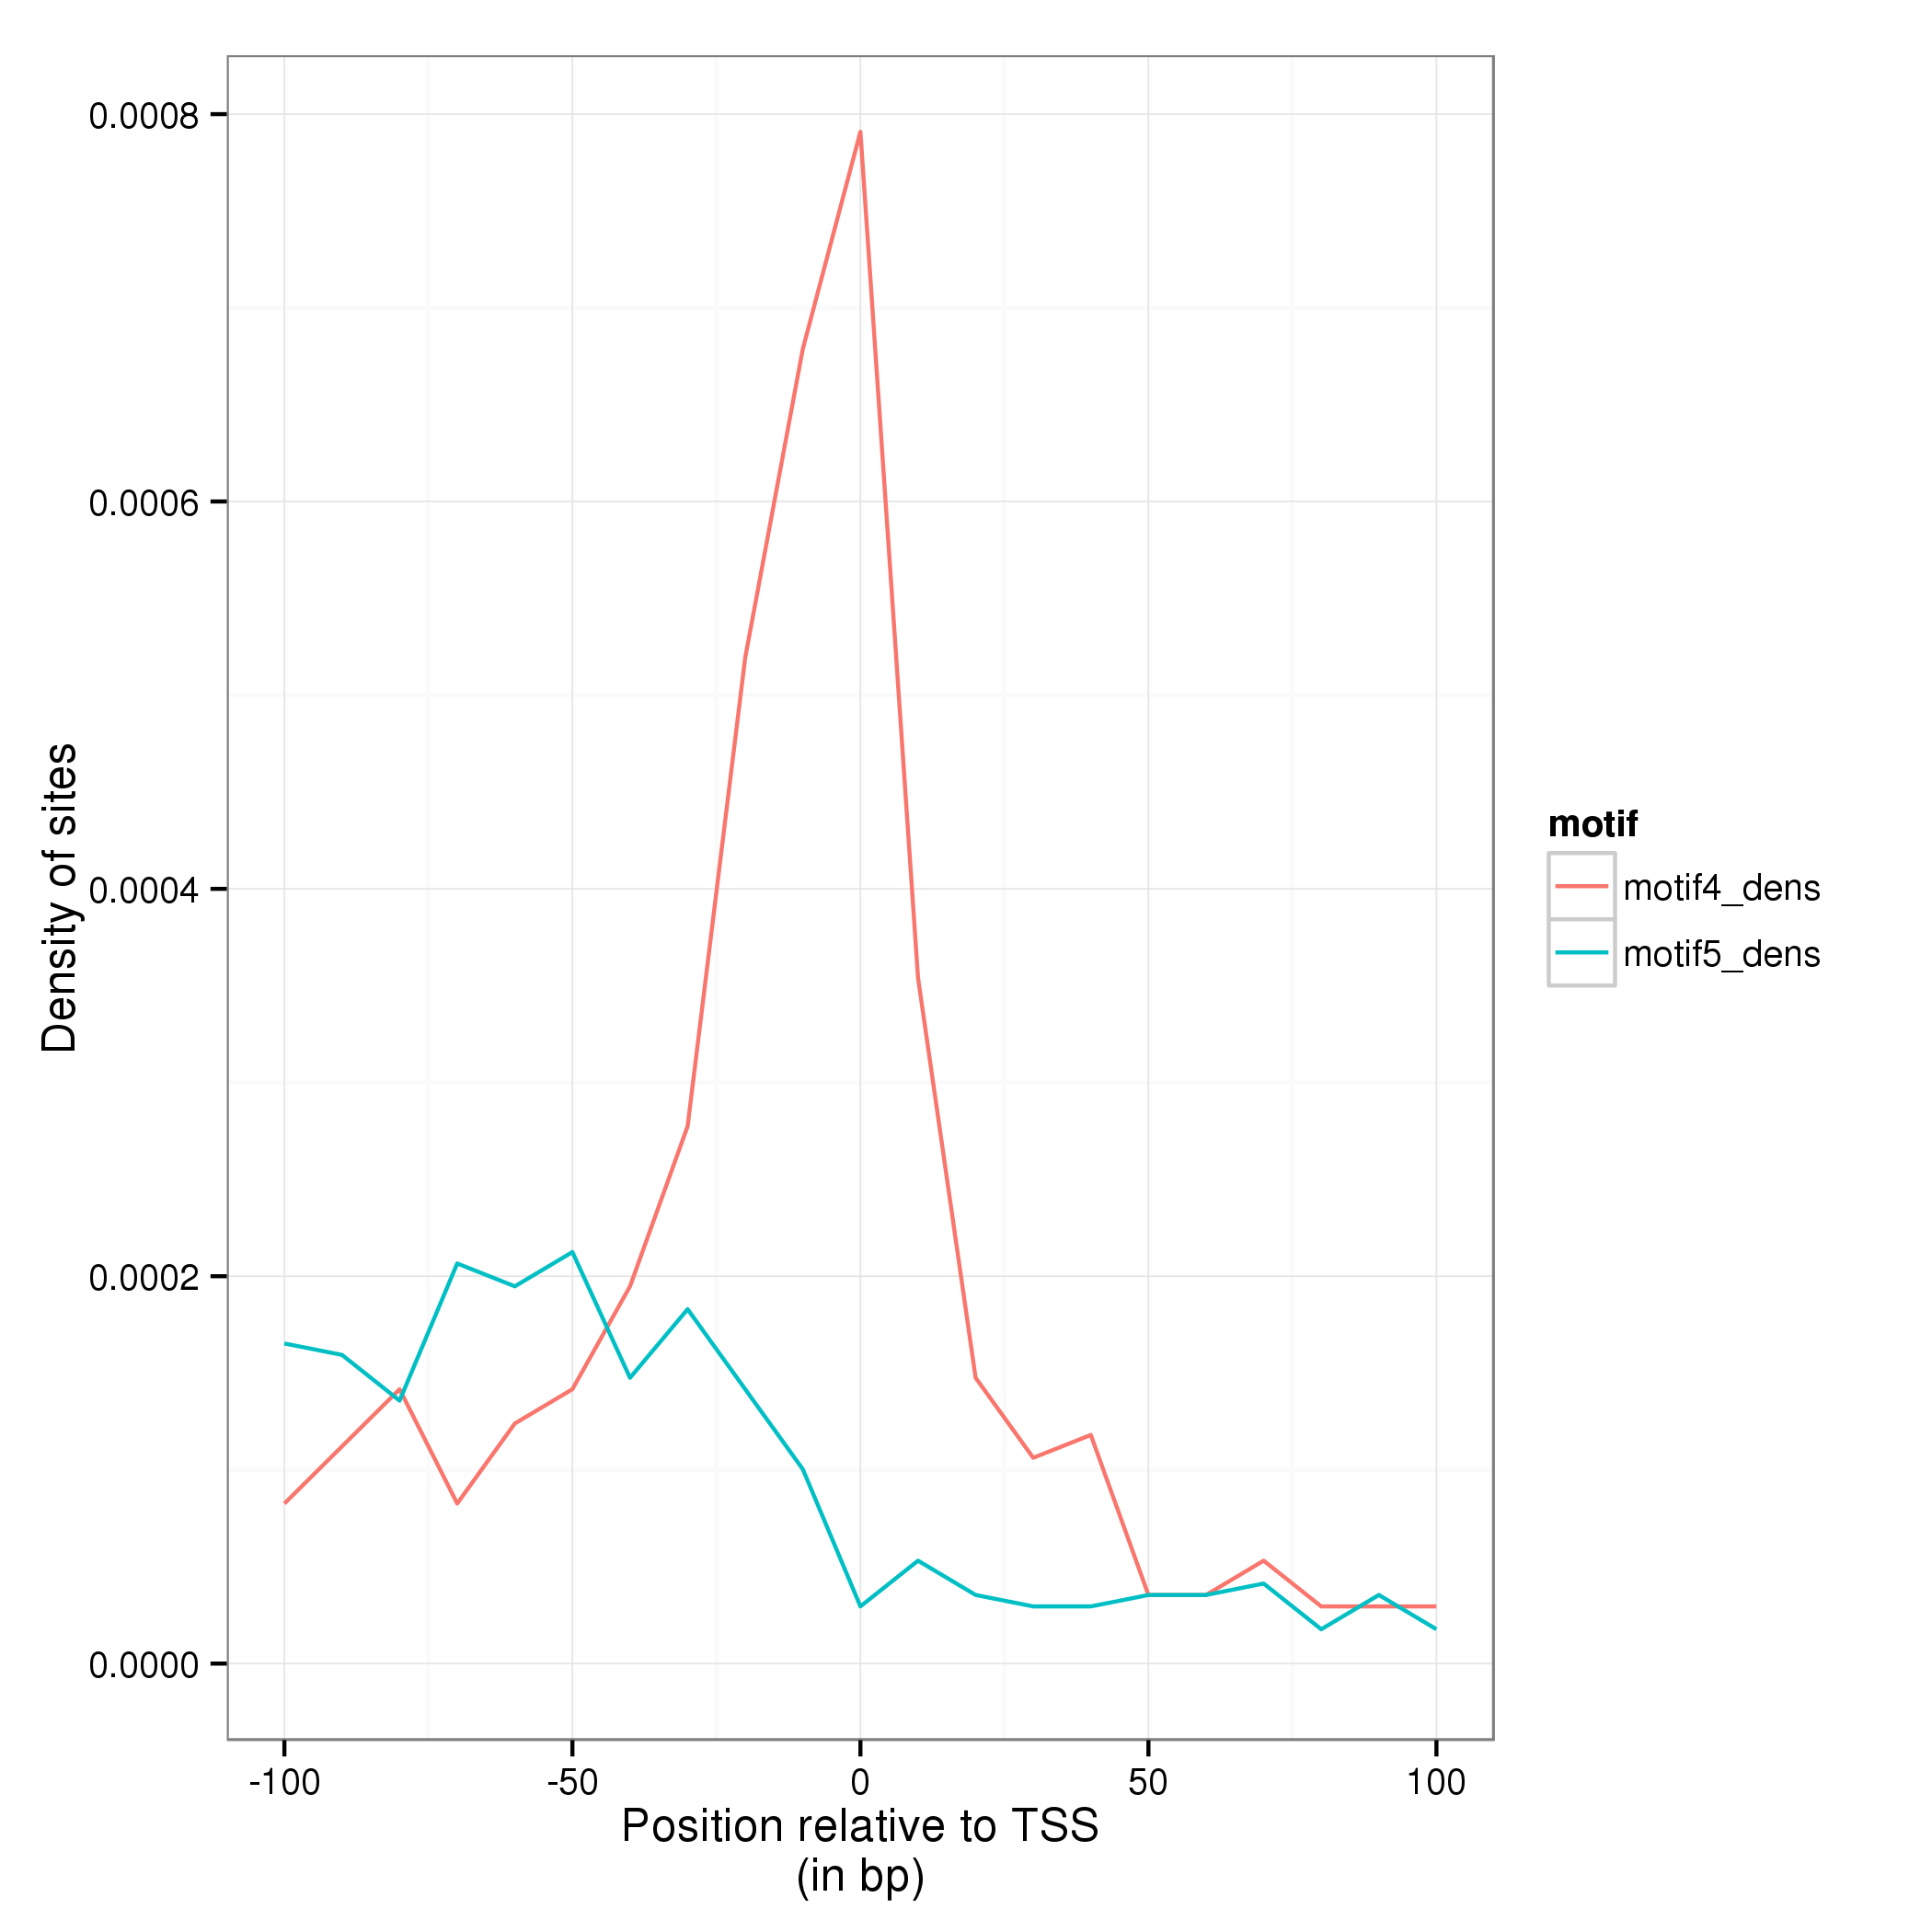 0.0008
0.0006
0.0004
0.0002
0.0000
Density of sites
-100
-50
0
50
100
Position relative to TSS
(in bp)
motif
motif4_dens
motif5_dens